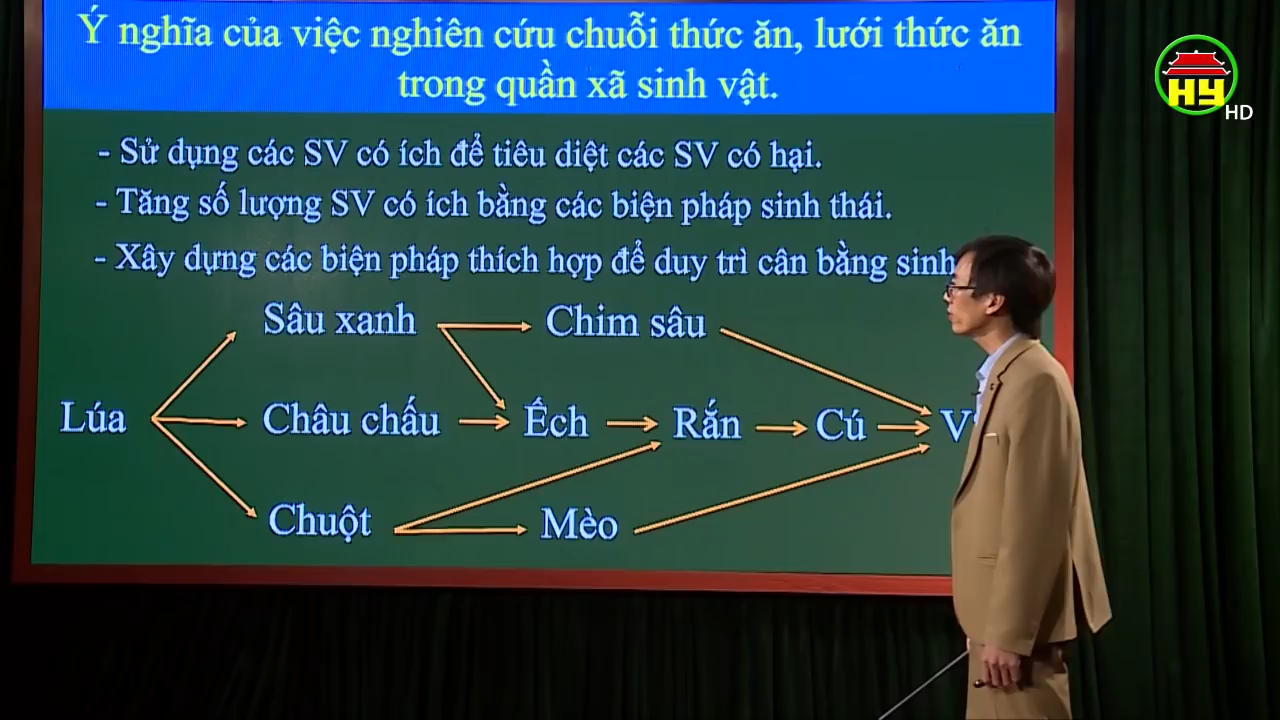 Ý nghĩa của việc nghiên cứu chuỗi thức ăn, lưới thức ăn
trong quần xã sinh vật.
- Sử dụng các SV có ích để tiêu diệt các SV có hại.
- Tăng số lượng SV có ích bằng các biện pháp sinh thái.
- Xây dựng các biện pháp thích hợp để duy trì cân bằng sinh
Sâu xanh Chim sâu
Lúa Châu chấu Ếch Rắn Cú
Chuột Mèo
HY
HD